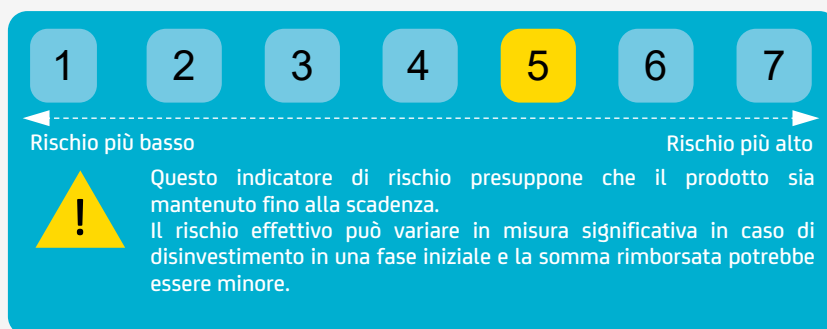 1 2 3 4 5 6 7
Rischio più basso Rischio più alto
!
Questo indicatore di rischio presuppone che il prodotto sia
mantenuto fino alla scadenza.
Il rischio effettivo può variare in misura significativa in caso di
disinvestimento in una fase iniziale e la somma rimborsata potrebbe
essere minore.